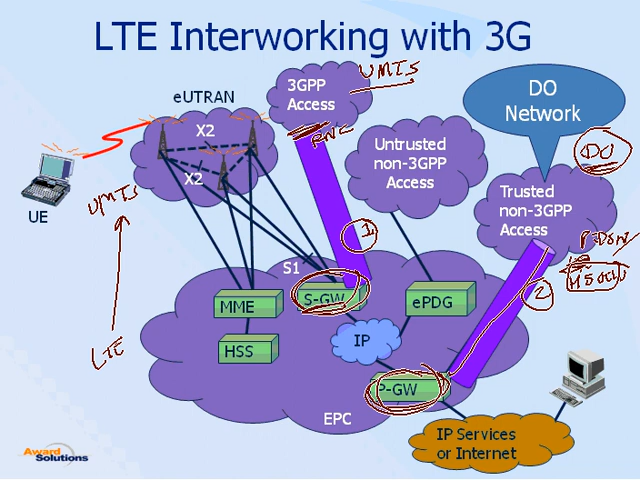 LTE Interworking with 3G
3GPP
Access
UMTS
RNC
eUTRAN
X2
X2
DO
Network
DO
Untrusted
non-3GPP
Access
Trusted
non-3GPP
Access
UE
UMTS
LTE
1
2
S1
MME
S-GW
ePDG
HSS
IP
P-GW
EPC
IP Services
or Internet
Award
Solutions